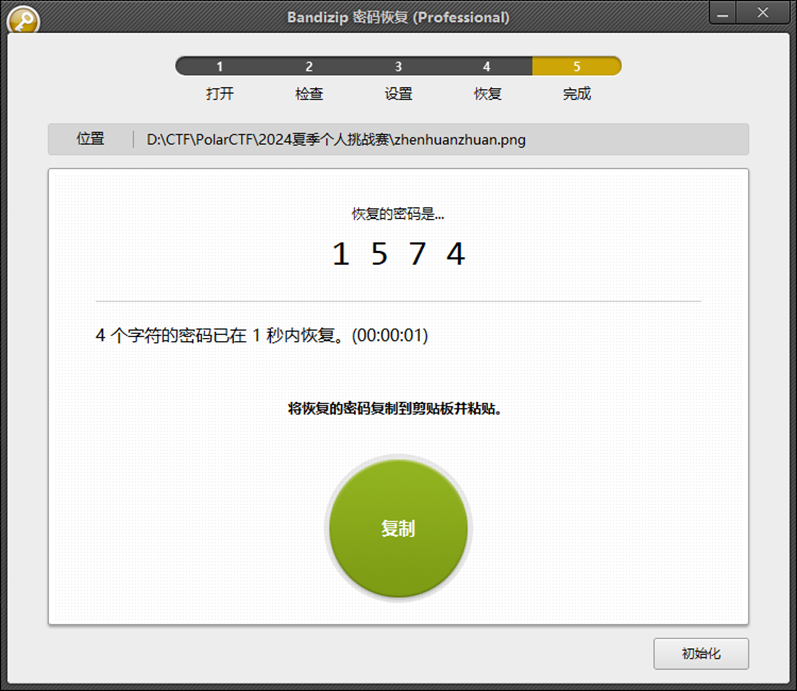 Bandizip 密码恢复 (Professional)
1 2 3 4 5
打开 检查 设置 恢复 完成
位置 D:\CTF\PolarCTF\2024夏季个人挑战赛\zhenhuanzhuan.png
恢复的密码是...
1 5 7 4
4 个字符的密码已在 1 秒内恢复。(00:00:01)
将恢复的密码复制到剪贴板并粘贴。
复制
初始化